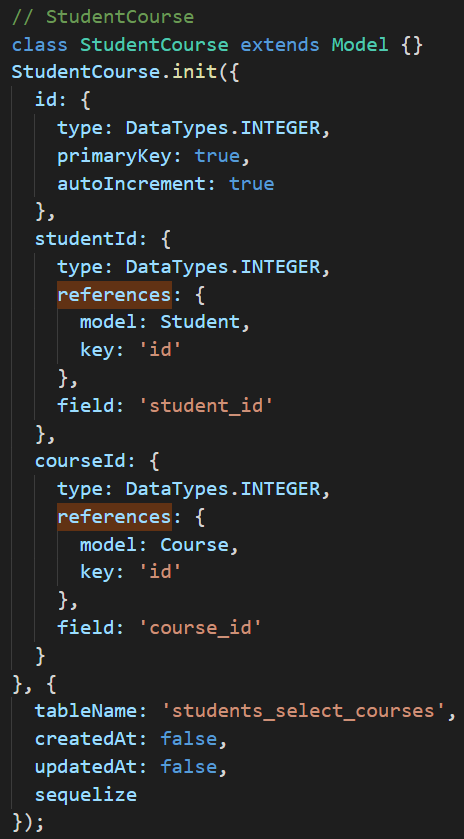 // StudentCourse
class StudentCourse extends Model {}
StudentCourse.init({
  id: {
    type: DataTypes.INTEGER,
    primaryKey: true,
    autoIncrement: true
  },
  studentId: {
    type: DataTypes.INTEGER,
    references: {
      model: Student,
      key: 'id'
    },
    field: 'student_id'
  },
  courseId: {
    type: DataTypes.INTEGER,
    references: {
      model: Course,
      key: 'id'
    },
    field: 'course_id'
  }
}, {
  tableName: 'students_select_courses',
  createdAt: false,
  updatedAt: false,
  sequelize
});